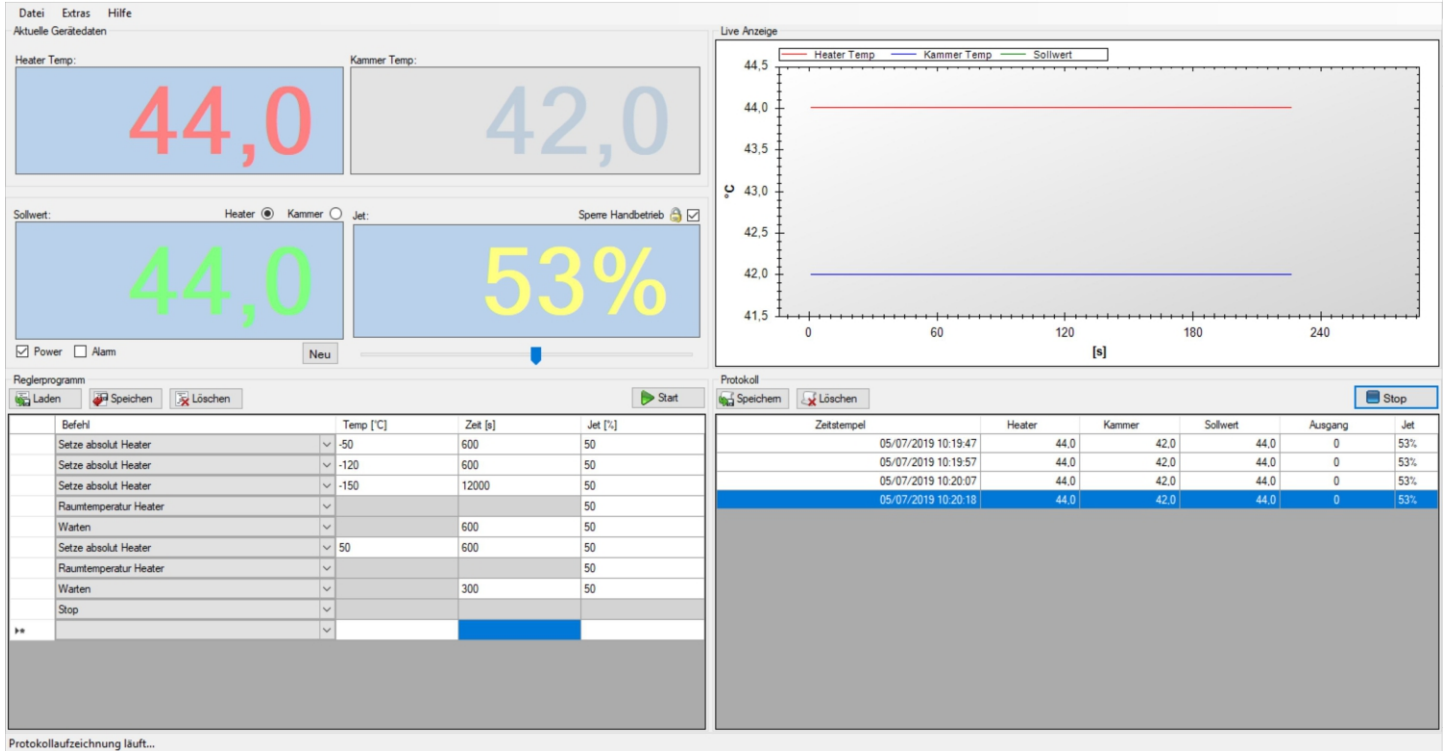 Datei Extras Hilfe
Aktuelle Gerätedaten
Heater Temp:
44,0
Kammer Temp:
42,0
Sollwert:
Heater
Kammer
44,0
Jet:
Sperre Handbetrieb
53%
Power
Alarm
Neu
Live Anzeige
Heater Temp
Kammer Temp
Sollwert
44,5
44,0
43,5
43,0
42,5
42,0
41,5
°C
0 60 120 180 240
[s]
Reglerprogramm
Laden
Speichen
Löschen
Start
Befehl Temp [°C] Zeit [s] Jet [%]
Setze absolut Heater -50 600 50
Setze absolut Heater -120 600 50
Setze absolut Heater -150 12000 50
Raumtemperatur Heater 50
Warten 600 50
Setze absolut Heater 50 600 50
Raumtemperatur Heater 50
Warten 300 50
Stop
Protokoll
Speichern
Löschen
Stop
Zeitstempel Heater Kammer Sollwert Ausgang Jet
05/07/2019 10:19:47 44,0 42,0 44,0 0 53%
05/07/2019 10:19:57 44,0 42,0 44,0 0 53%
05/07/2019 10:20:07 44,0 42,0 44,0 0 53%
05/07/2019 10:20:18 44,0 42,0 44,0 0 53%
Protokollaufzeichnung läuft...